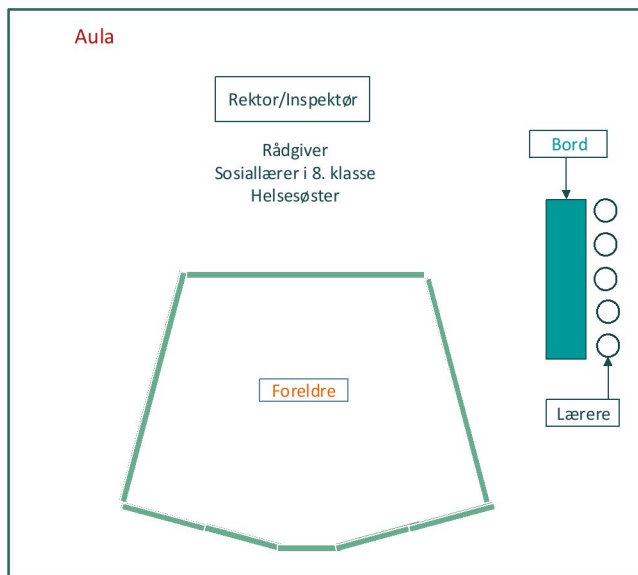 Aula
Rektor/Inspektør
Rådgiver
Sosiallærer i 8. klasse
Helsesøster
Bord
Foreldre
Lærere